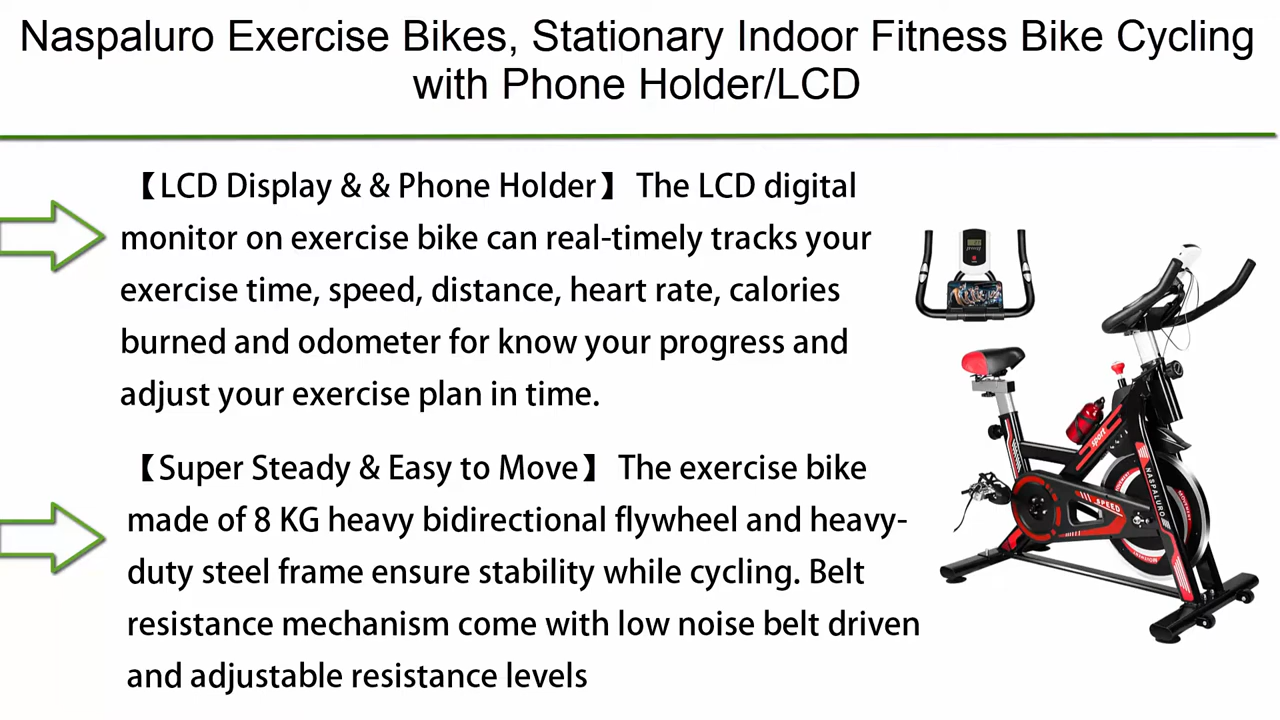 Naspaluro Exercise Bikes, Stationary Indoor Fitness Bike Cycling
with Phone Holder/LCD
【LCD Display & & Phone Holder】 The LCD digital
monitor on exercise bike can real-timely tracks your
exercise time, speed, distance, heart rate, calories
burned and odometer for know your progress and
adjust your exercise plan in time.
【Super Steady & Easy to Move】 The exercise bike
made of 8 KG heavy bidirectional flywheel and heavy-
duty steel frame ensure stability while cycling. Belt
resistance mechanism come with low noise belt driven
and adjustable resistance levels
sport
SPEED
NASPALURO